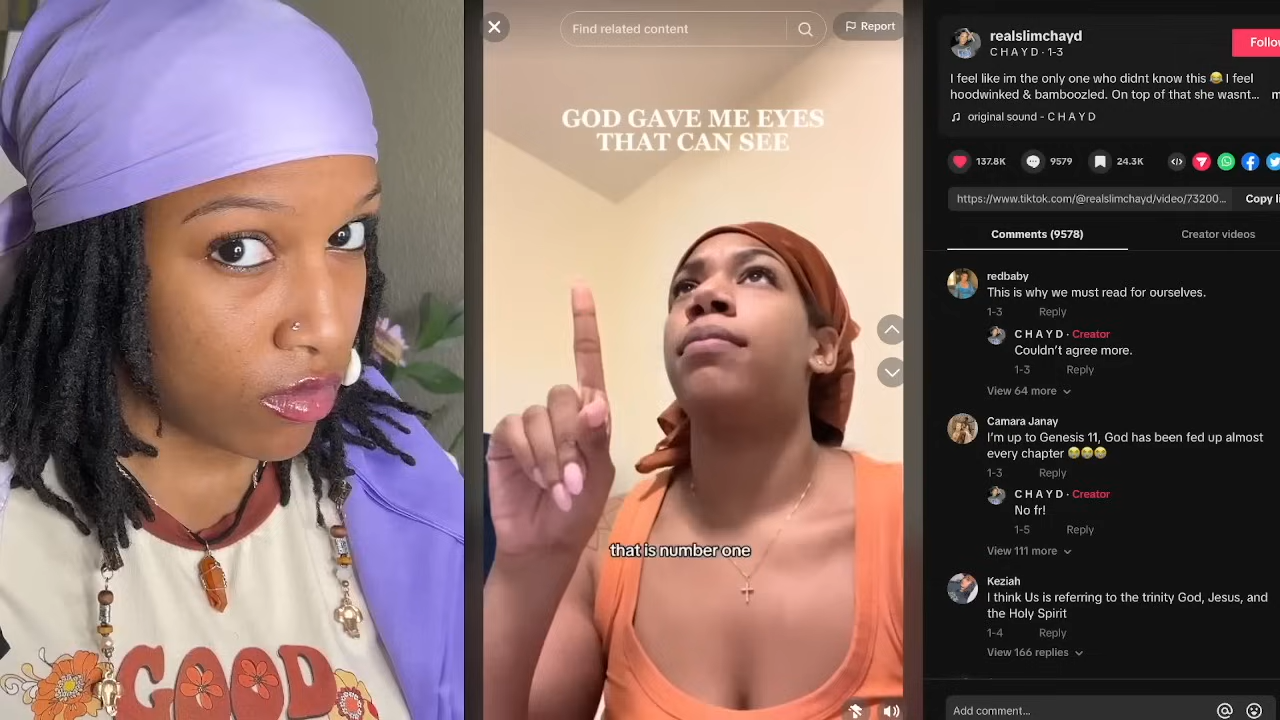 GOOD
Find related content
Report
GOD GAVE ME EYES
THAT CAN SEE
that is number one
realslimchayd
C H A Y D · 1-3
Follo
I feel like im the only one who didnt know this 😂 I feel
hoodwinked & bamboozled. On top of that she wasnt... m
original sound - C H A Y D
137.8K
9579
24.3K
https://www.tiktok.com/@realslimchayd/video/73200...
Copy li
Comments (9578)
Creator videos
redbaby
This is why we must read for ourselves.
1-3 Reply
C H A Y D · Creator
Couldn't agree more.
1-3 Reply
View 64 more
Camara Janay
I'm up to Genesis 11, God has been fed up almost
every chapter 😂😂😂
1-3 Reply
C H A Y D · Creator
No fr!
1-5 Reply
View 111 more
Keziah
I think Us is referring to the trinity God, Jesus, and
the Holy Spirit
1-4 Reply
View 166 replies
Add comment...